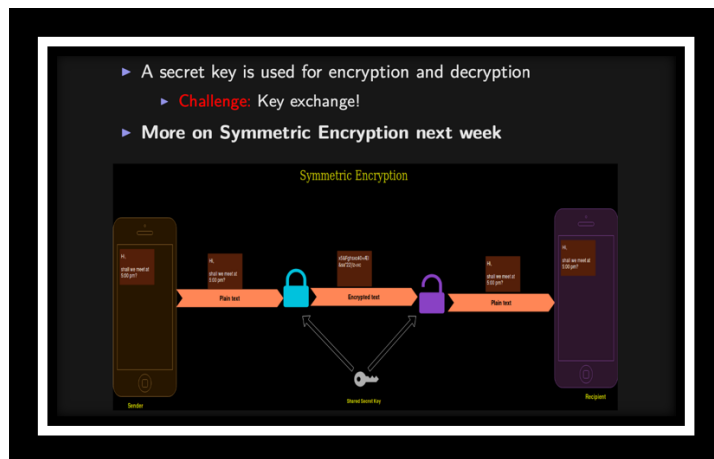 A secret key is used for encryption and decryption
Challenge: Key exchange!
More on Symmetric Encryption next week
Symmetric Encryption
Hi,
shall we meet at
5:00 pm?
Hi,
shall we meet at
5:00 pm?
Hi,
shall we meet at
5:00 pm?
Hi,
shall we meet at
5:00 pm?
Plain text
Encrypted text
Plain text
Shared Secret Key
Sender
Recipient